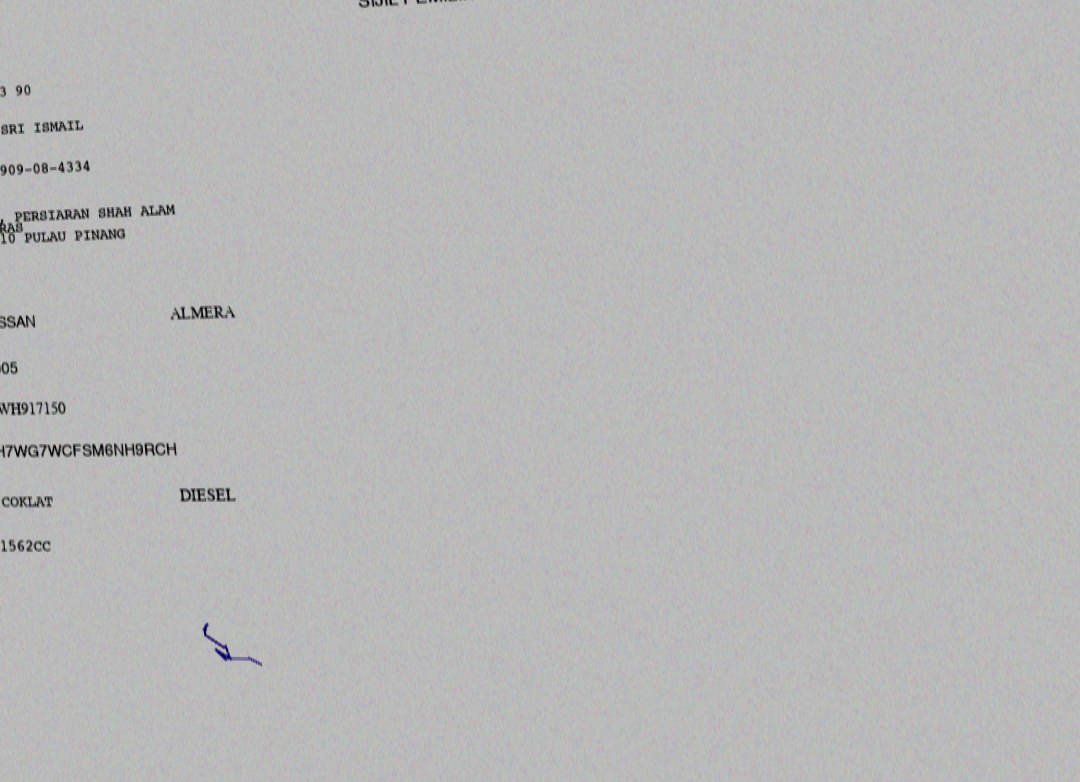 3 90
SRI ISMAIL
909-08-4334
, PERSIARAN SHAH ALAM
RAS
10 PULAU PINANG
SSAN ALMERA
05
WH917150
H7WG7WCFSM6NH9RCH
COKLAT DIESEL
1562CC